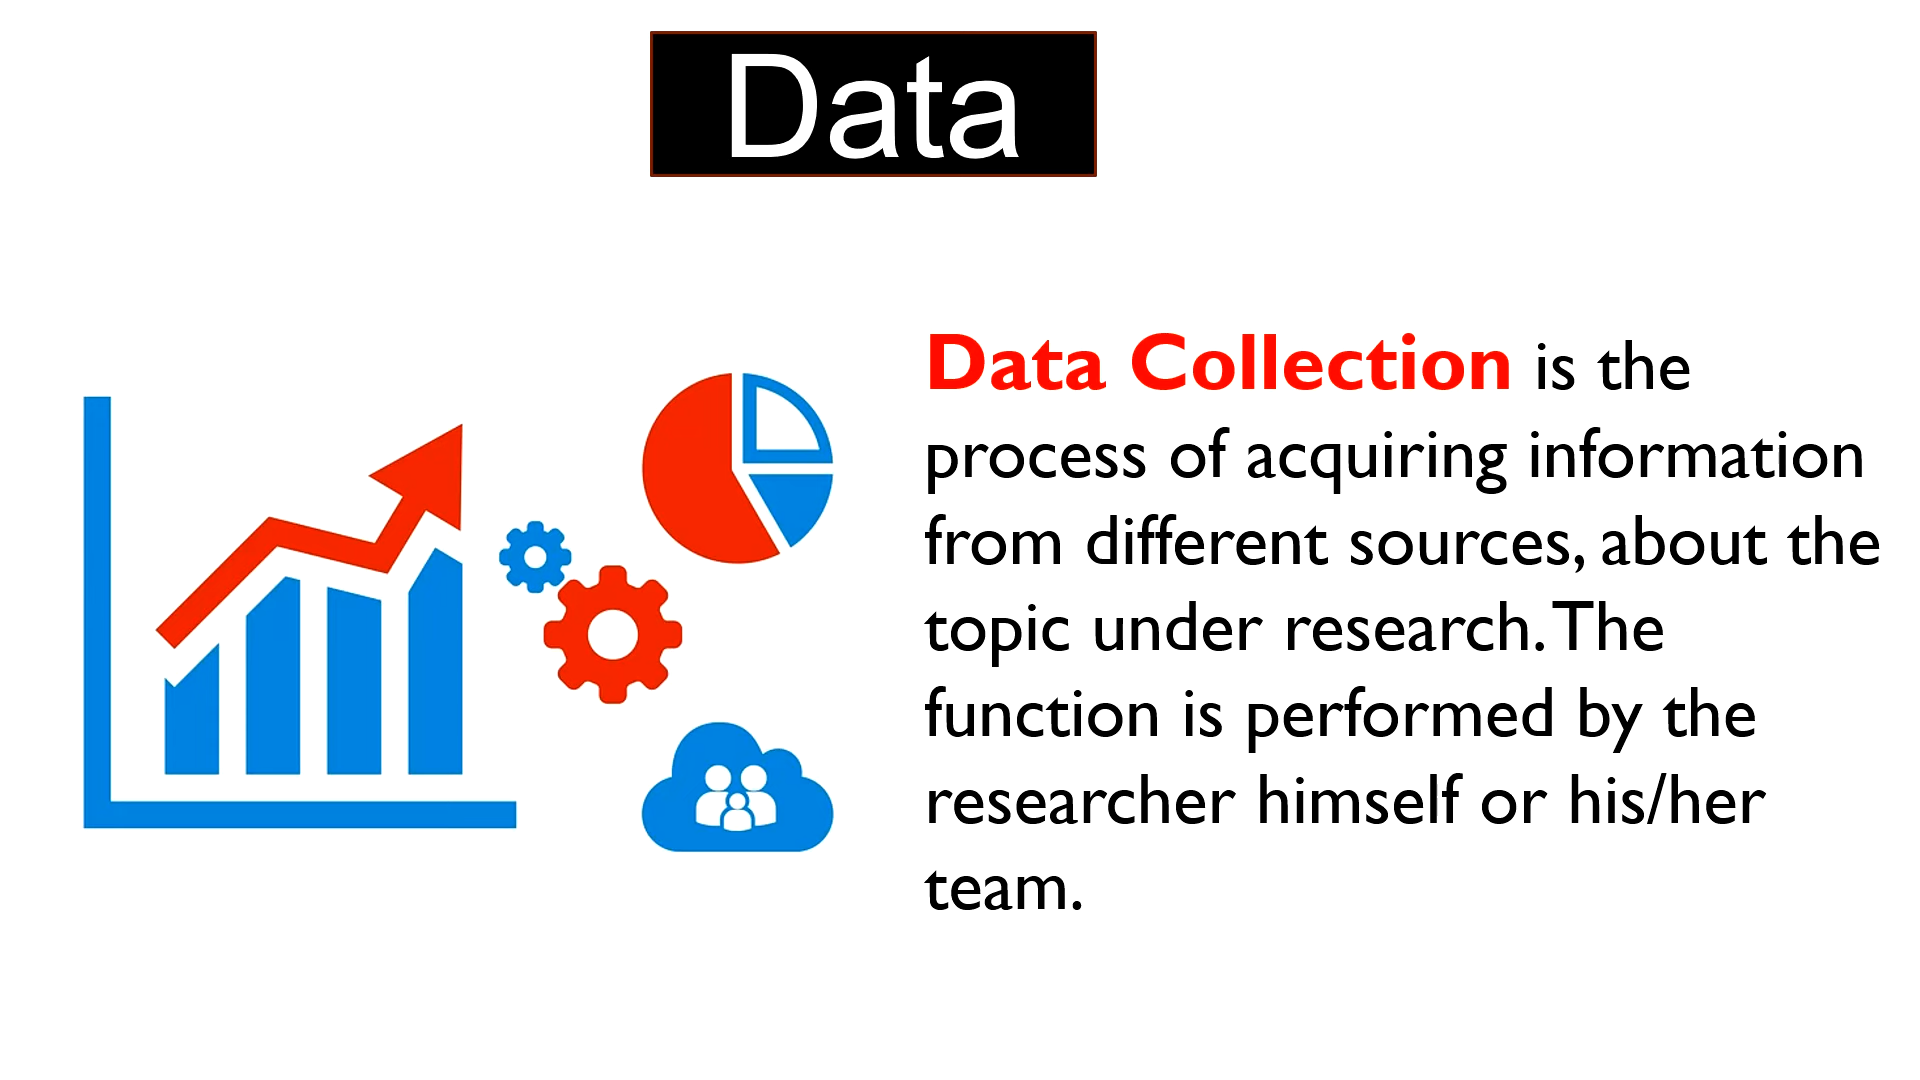 Data
Data Collection is the
process of acquiring information
from different sources, about the
topic under research. The
function is performed by the
researcher himself or his/her
team.